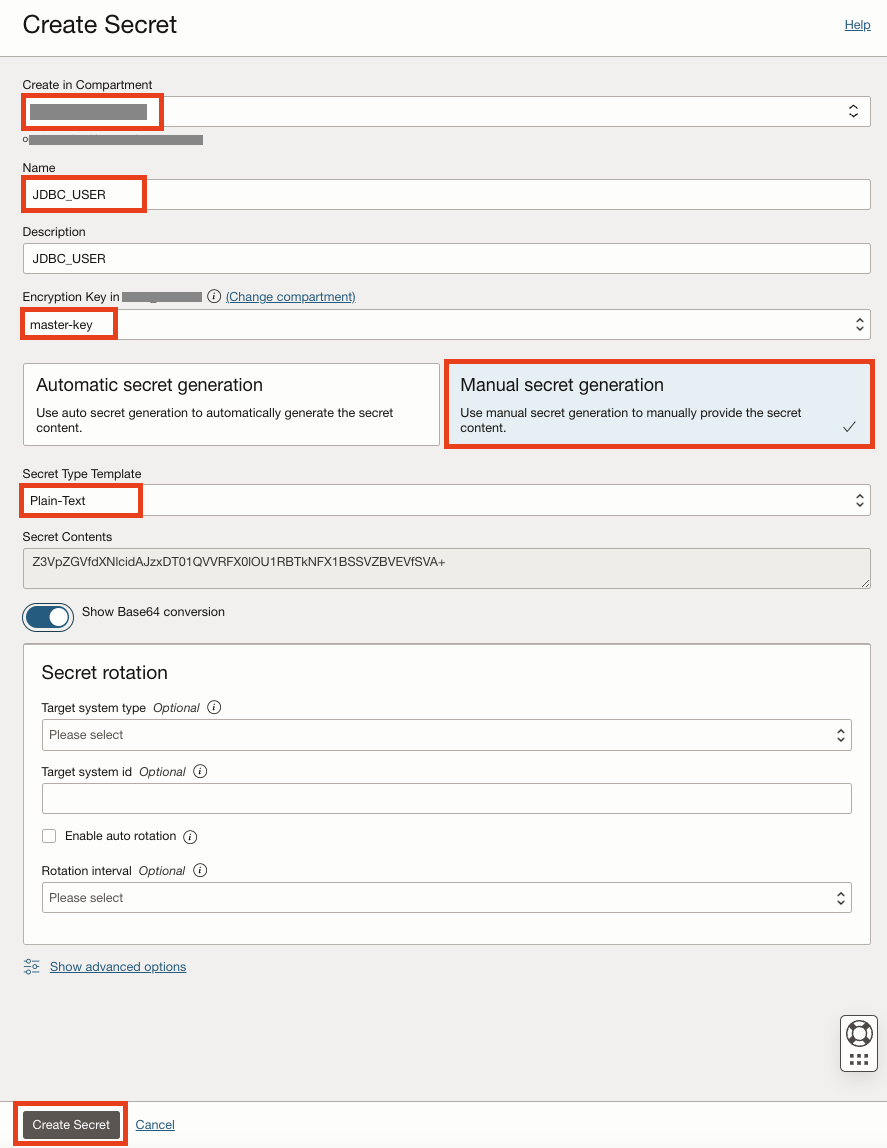 Create Secret
Help
Create in Compartment
Name
JDBC_USER
Description
JDBC_USER
Encryption Key in
(Change compartment)
master-key
Automatic secret generation
Use auto secret generation to automatically generate the secret
content.
Manual secret generation
Use manual secret generation to manually provide the secret
content.
Secret Type Template
Plain-Text
Secret Contents
Z3VpZGVfdXNlcidAJzxDT01QVVRFX0lOU1RBTkNFX1BSSVZBVEVfSVA+
Show Base64 conversion
Secret rotation
Target system type Optional
Please select
Target system id Optional
Enable auto rotation
Rotation interval Optional
Please select
Show advanced options
Create Secret
Cancel